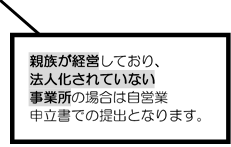 親族が経営しており、
法人化されていない
事業所の場合は自営業
申立書での提出となります。